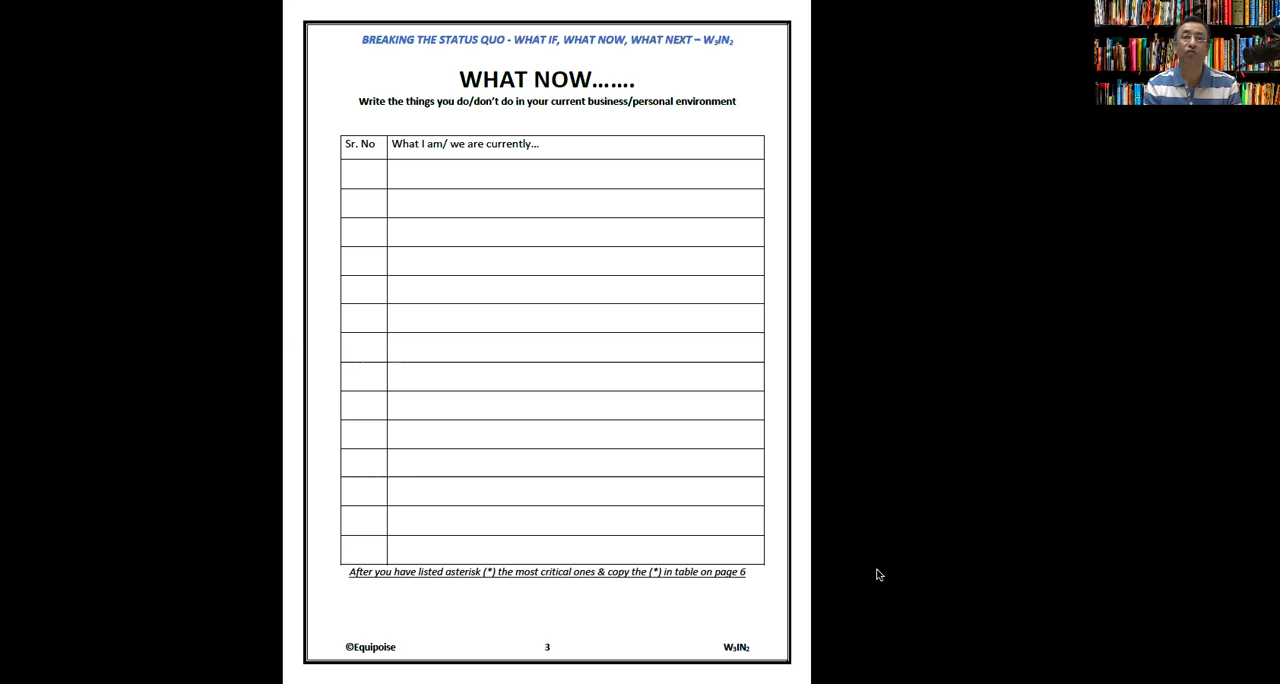 BREAKING THE STATUS QUO - WHAT IF, WHAT NOW, WHAT NEXT – W₃IN₂
WHAT NOW.......
Write the things you do/don't do in your current business/personal environment
Sr. No What I am/ we are currently...
After you have listed asterisk (*) the most critical ones & copy the (*) in table on page 6
©Equipoise 3 W₃IN₂